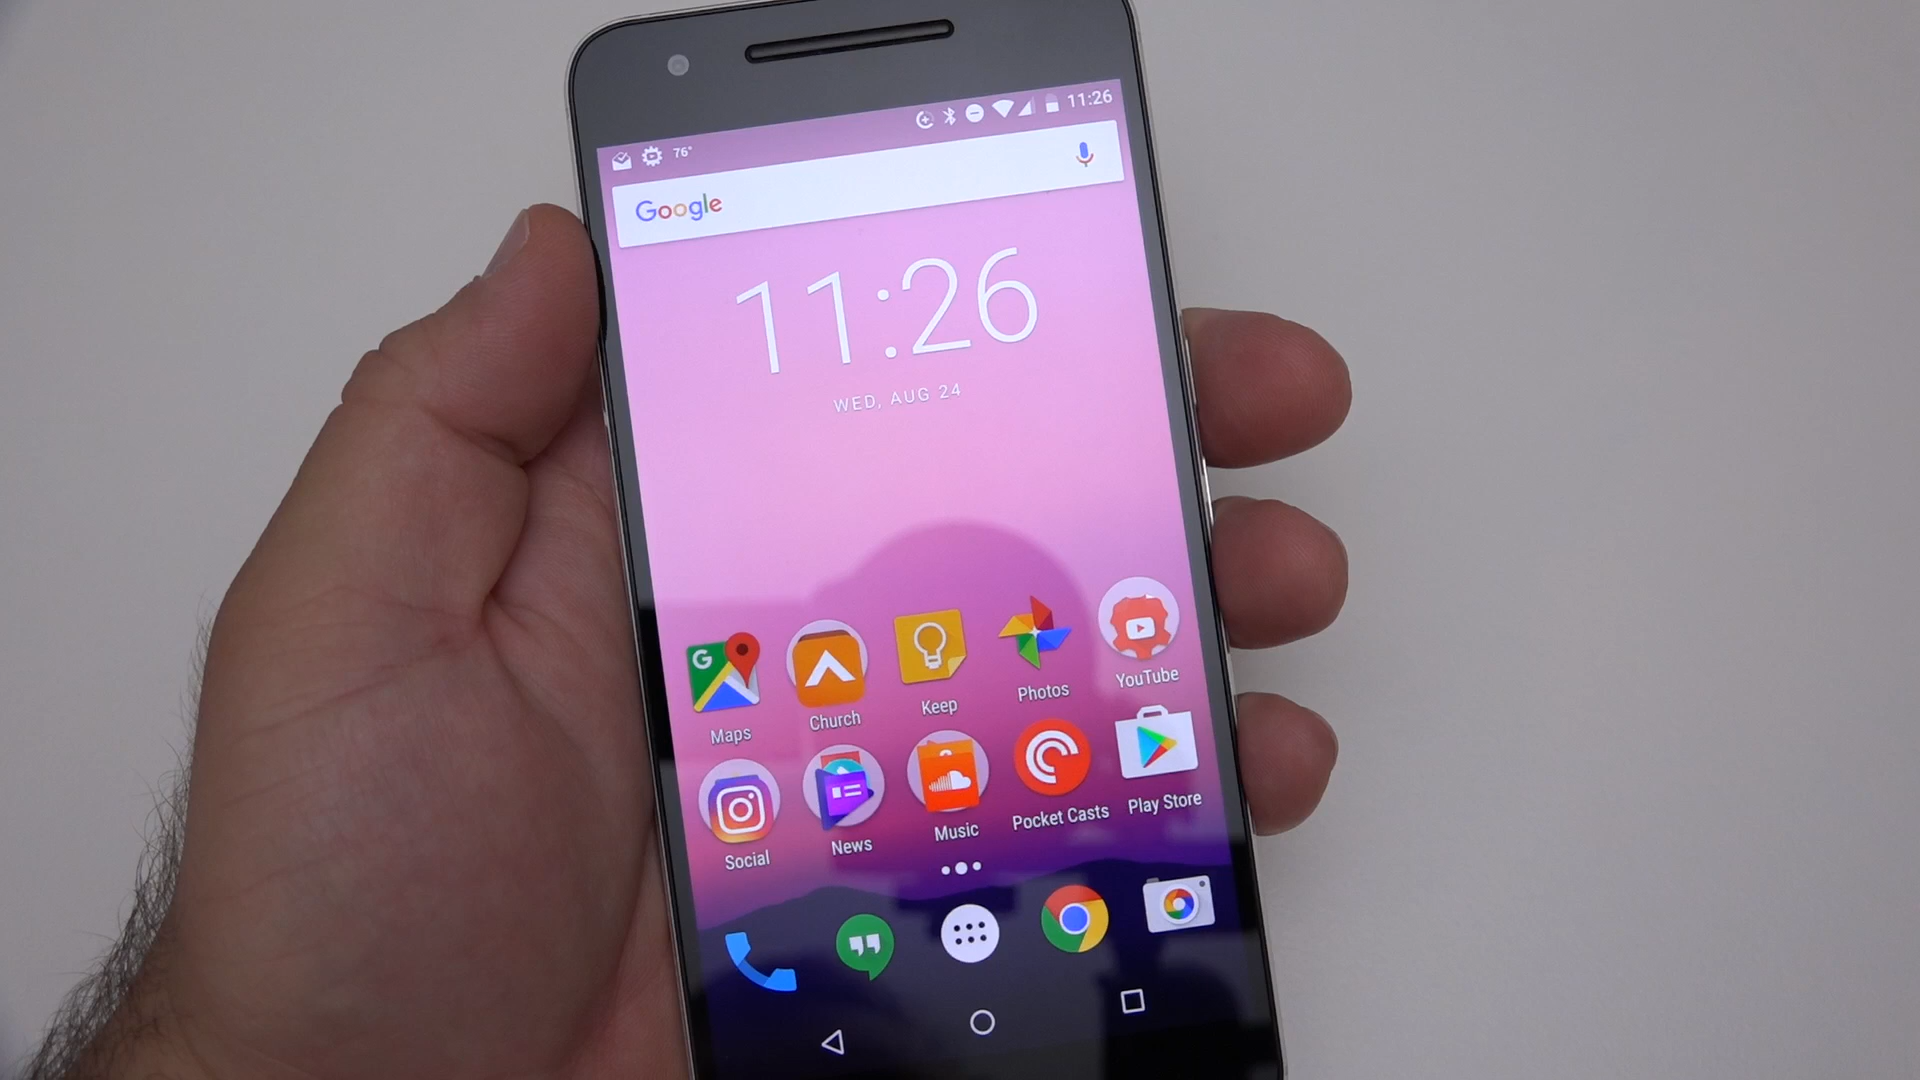 11:26
76°
Google
11:26
WED, AUG 24
Maps
Church
Keep
Photos
YouTube
Social
News
Music
Pocket Casts
Play Store